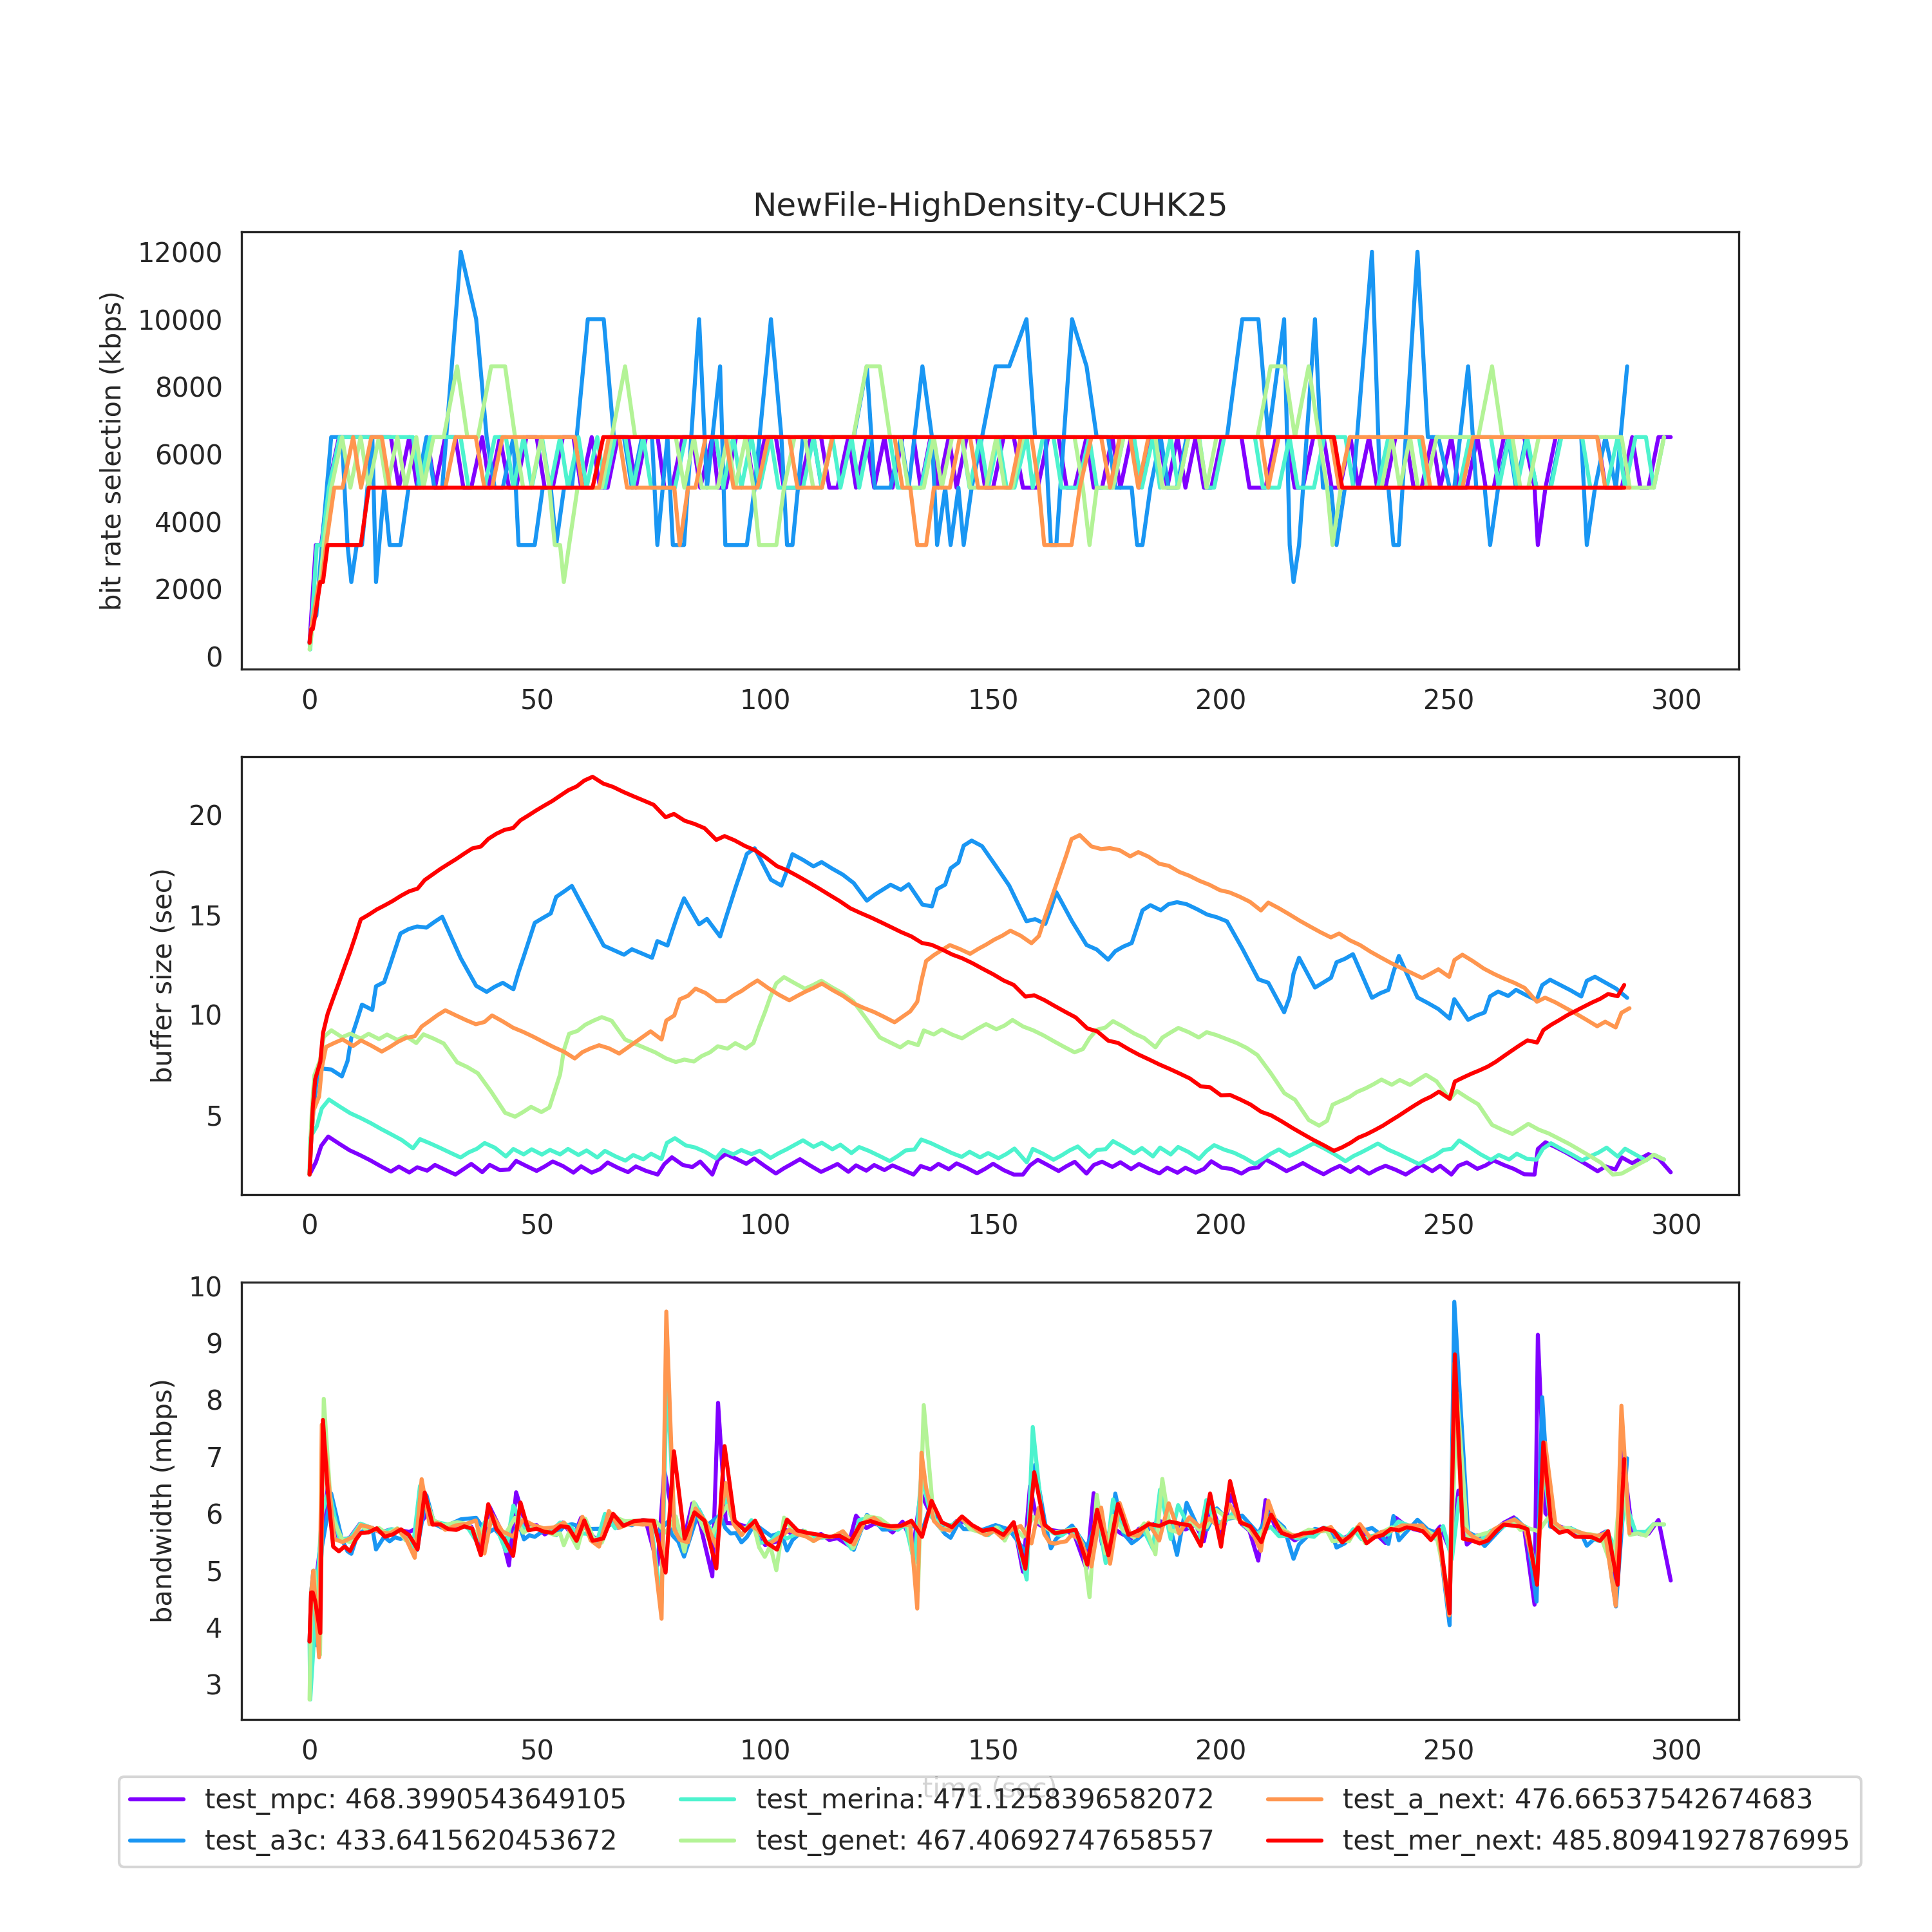 NewFile-HighDensity-CUHK25
bit rate selection (kbps)
12000
10000
8000
6000
4000
2000
0
0 50 100 150 200 250 300
buffer size (sec)
20
15
10
5
0 50 100 150 200 250 300
bandwidth (mbps)
10
9
8
7
6
5
4
3
0 50 100 150 200 250 300
time (sec)
test_mpc: 468.3990543649105 test_merina: 471.1258396582072 test_a_next: 476.66537542674683
test_a3c: 433.6415620453672 test_genet: 467.40692747658557 test_mer_next: 485.80941927876995